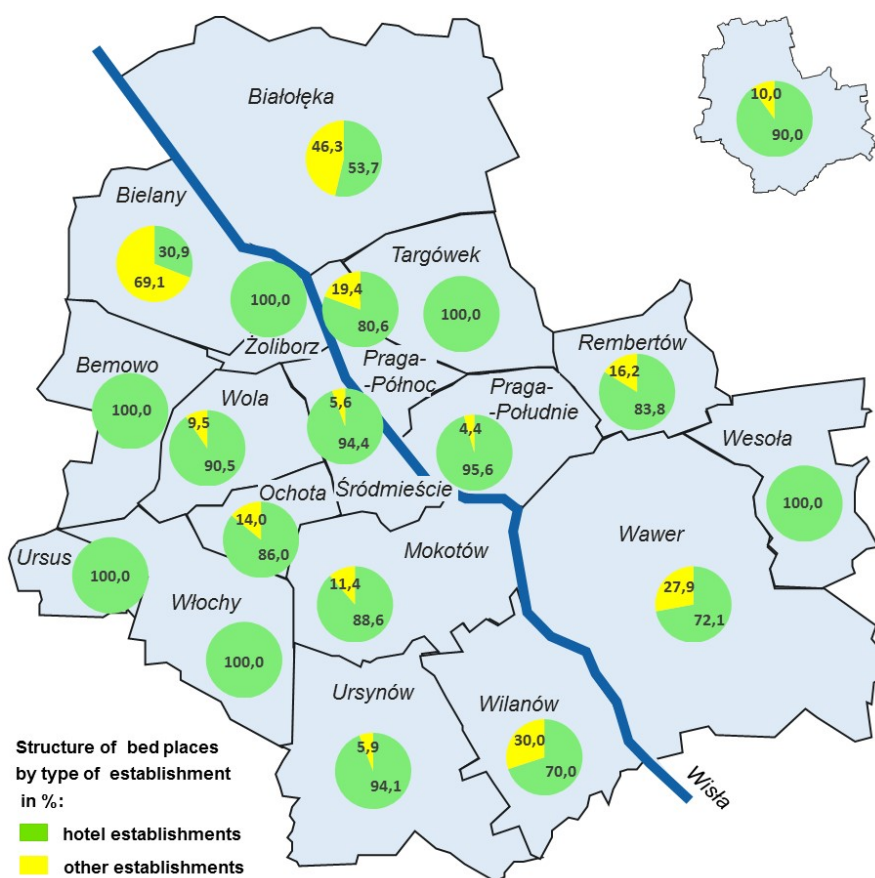 10,0
90,0
Białołęka
46,3
53,7
Bielany
30,9
69,1
Targówek
100,0
19,4
80,6
100,0
Żoliborz
Praga-
-Północ
Rembertów
16,2
83,8
Bemowo
100,0
Wola
9,5
90,5
5,6
94,4
Praga-
-Południe
4,4
95,6
Wesoła
100,0
Ochota
14,0
86,0
Śródmieście
Ursus
100,0
Włochy
100,0
Mokotów
11,4
88,6
Wawer
27,9
72,1
Ursynów
5,9
94,1
Wilanów
30,0
70,0
Wisła
Structure of bed places
by type of establishment
in %:
hotel establishments
other establishments